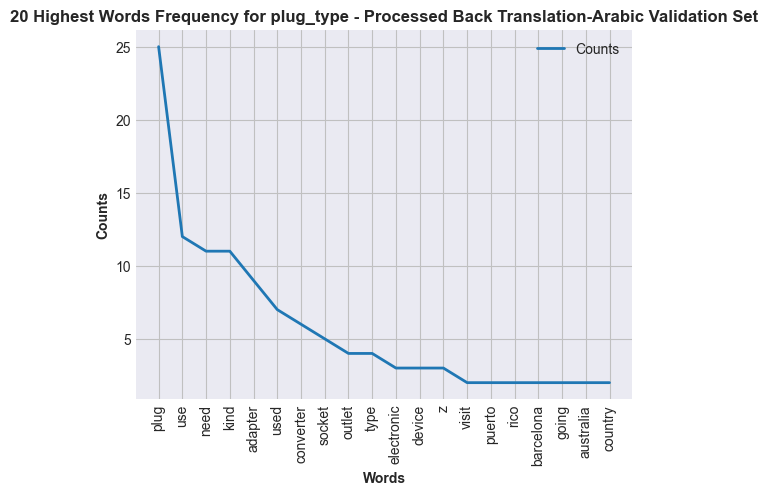 20 Highest Words Frequency for plug_type - Processed Back Translation-Arabic Validation Set
Counts
25
20
15
10
5
Counts
plug
use
need
kind
adapter
used
converter
socket
outlet
type
electronic
device
z
visit
puerto
rico
barcelona
going
australia
country
Words